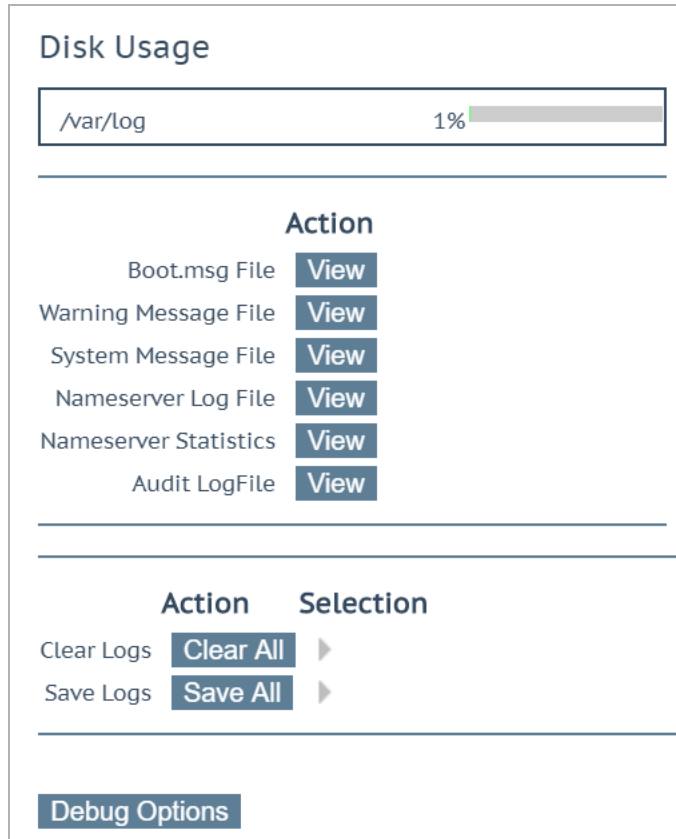 Disk Usage
/var/log 1%
Action
Boot.msg File View
Warning Message File View
System Message File View
Nameserver Log File View
Nameserver Statistics View
Audit LogFile View
Action Selection
Clear Logs Clear All
Save Logs Save All
Debug Options